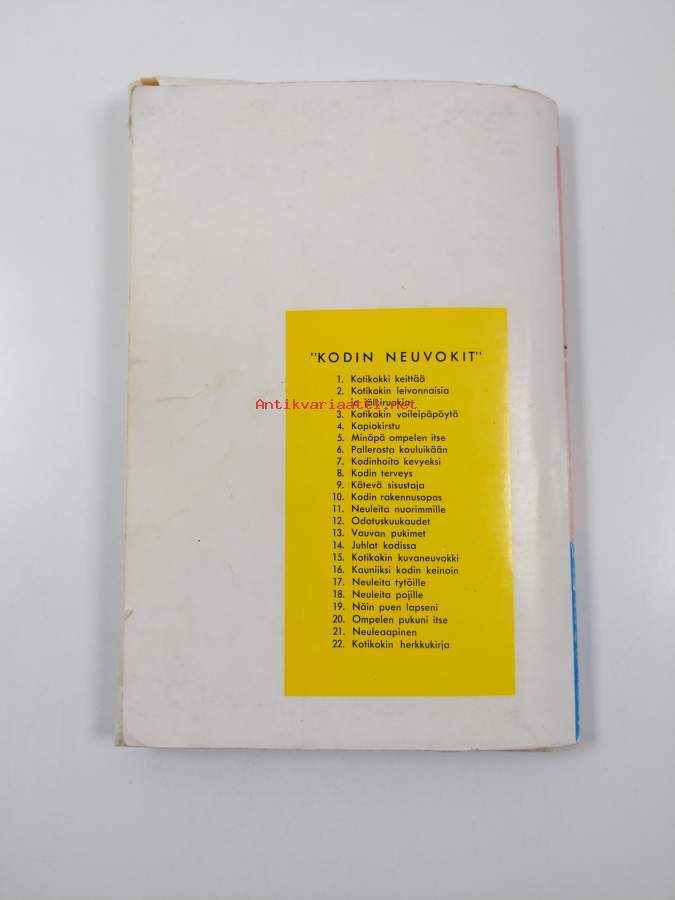 "KODIN NEUVOKIT"
1. Kotikokki keittää
2. Kotikokin leivonnaisia
ja jälkiruokia
Antikvariaatti.net
3. Kotikokin voileipäpöytä
4. Kapiokirstu
5. Minäpä ompelen itse
6. Pallerosta kouluikään
7. Kodinhoito kevyeksi
8. Kodin terveys
9. Kätevä sisustaja
10. Kodin rakennusopas
11. Neuleita nuorimmille
12. Odotuskuukaudet
13. Vauvan pukimet
14. Juhlat kodissa
15. Kotikokin kuvaneuvokki
16. Kauniiksi kodin keinoin
17. Neuleita tytöille
18. Neuleita pojille
19. Näin puen lapseni
20. Ompelen pukuni itse
21. Neuleaapinen
22. Kotikokin herkkukirja